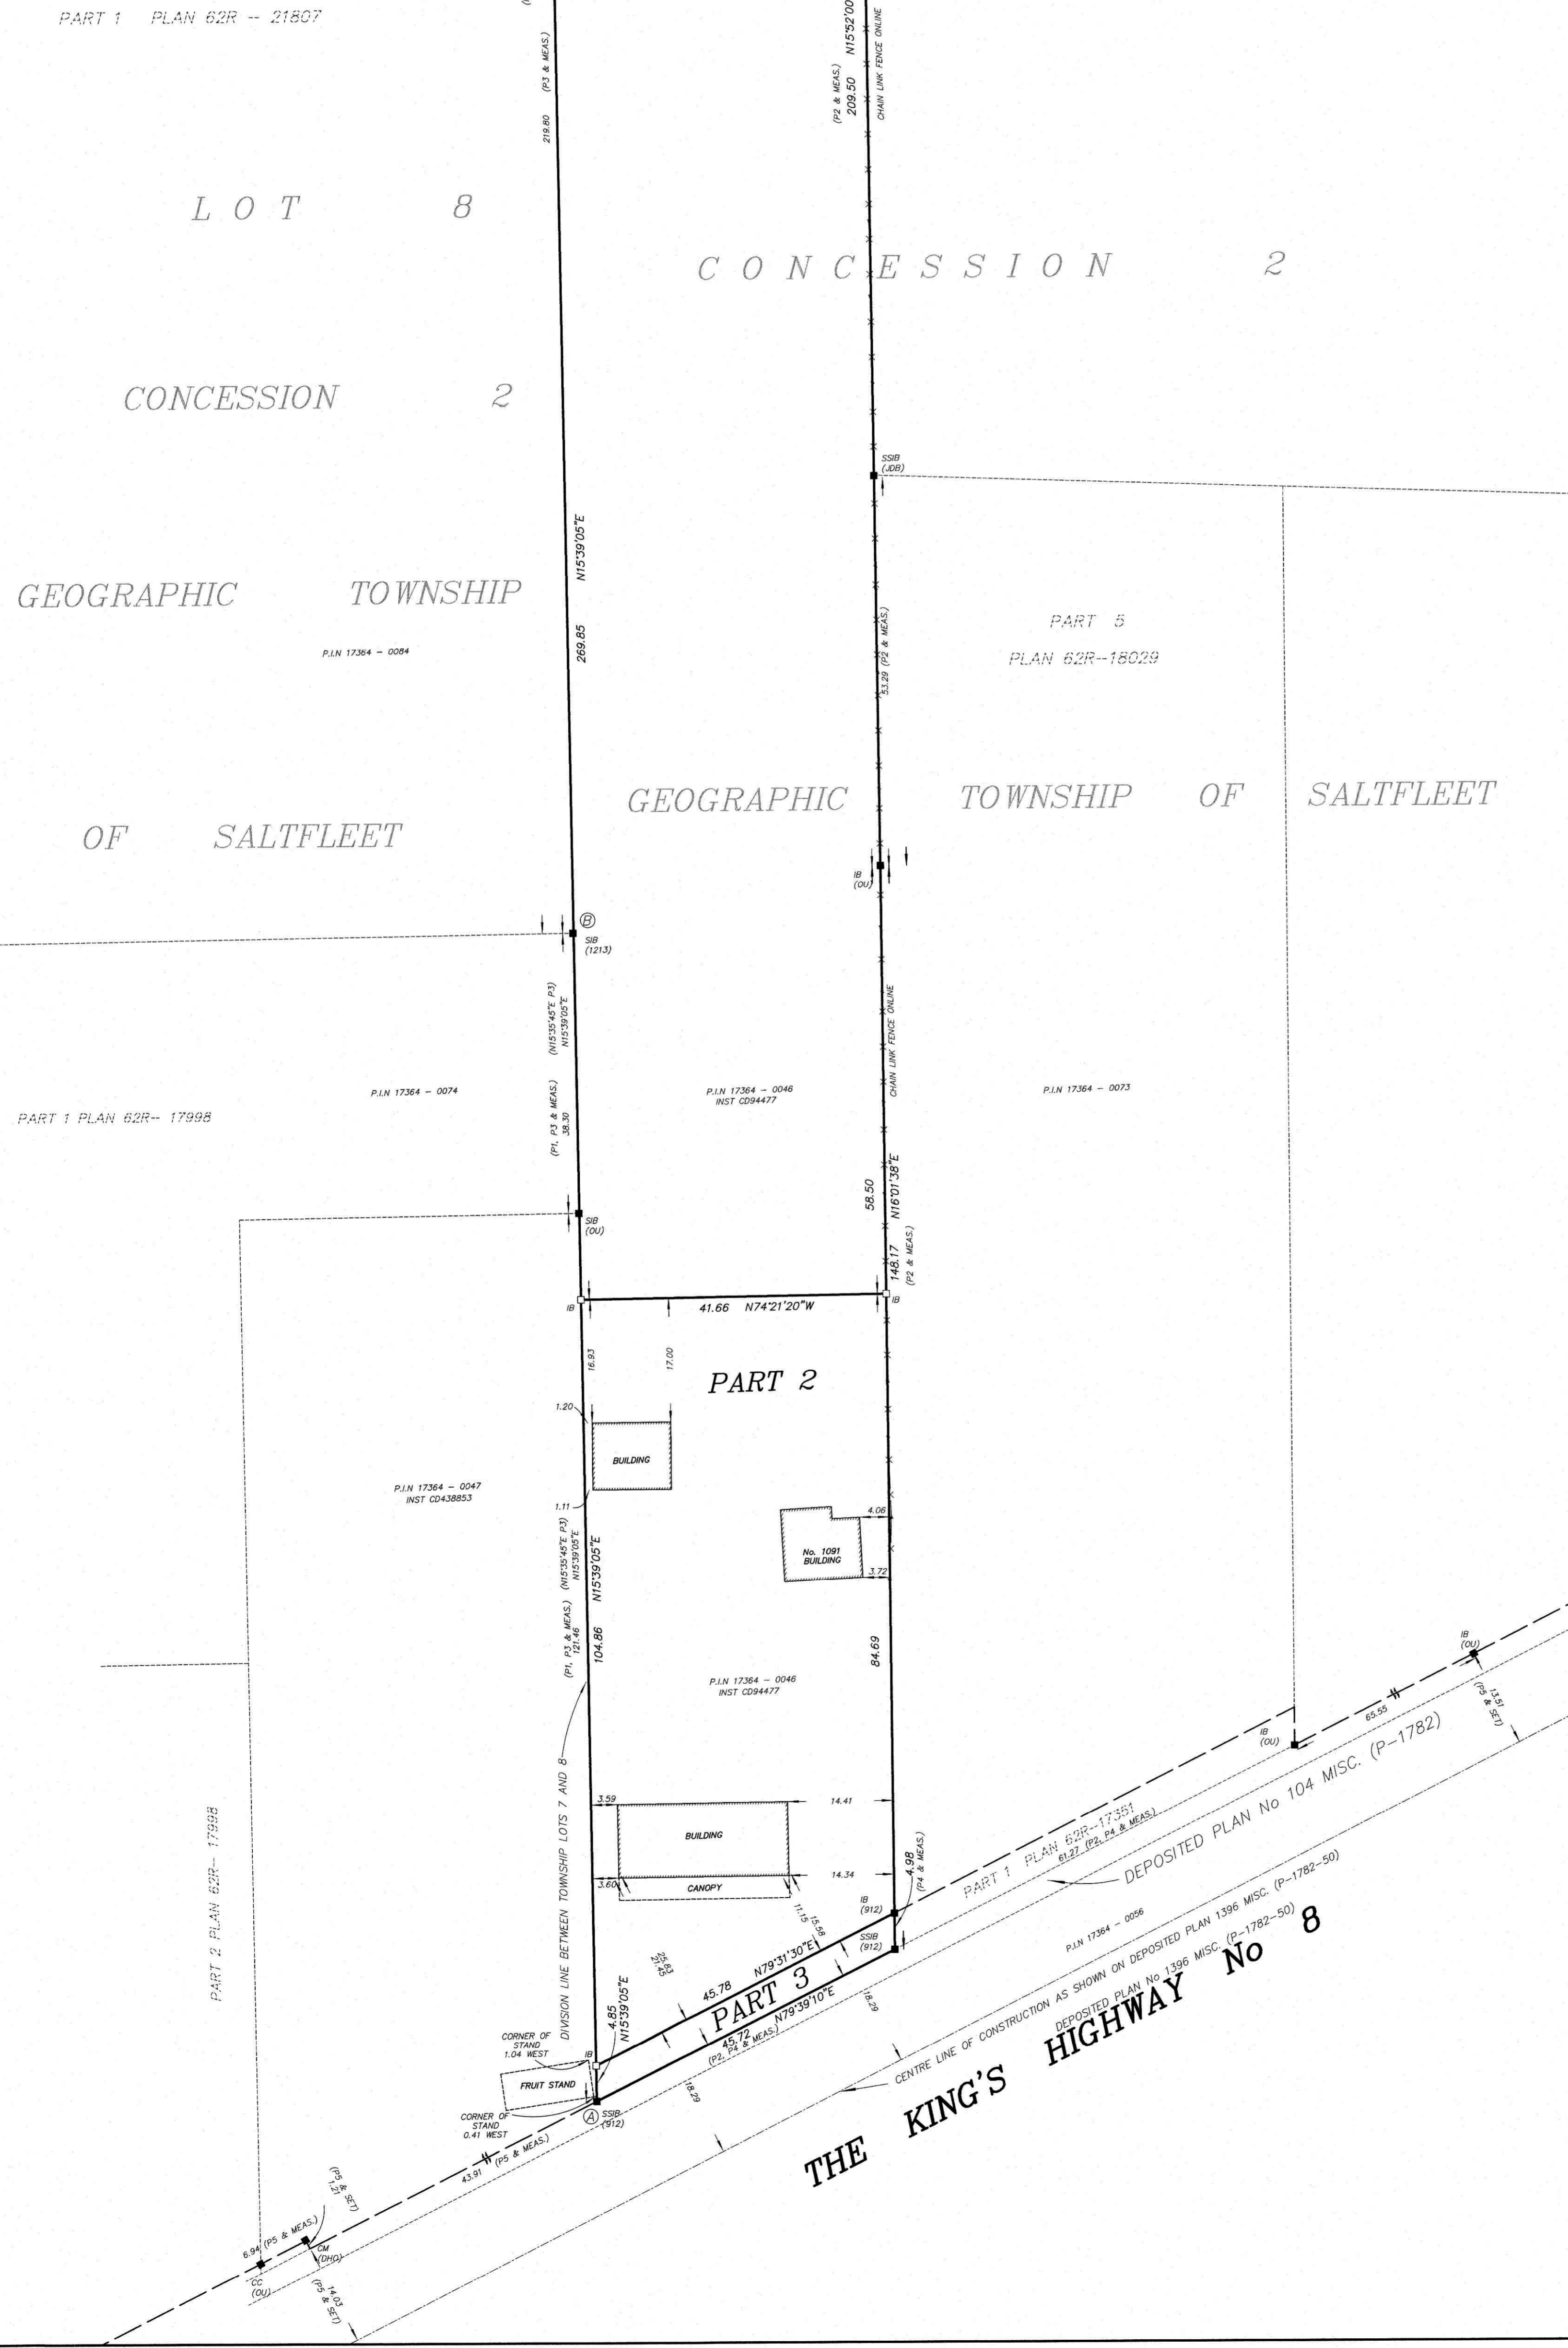 PART 1 PLAN 62R -- 21807
219.80 (P3 & MEAS.)
(P2 & MEAS.)
209.50 N15°52'00
CHAIN LINK FENCE ONLINE
LOT 8
CONCESSION 2
CONCESSION 2
SSIB
(JDB)
N15°39'05"E
269.85
GEOGRAPHIC TOWNSHIP
P.I.N 17364 - 0084
53.29 (P2 & MEAS.)
PART 5
PLAN 62R--18029
GEOGRAPHIC TOWNSHIP OF SALTFLEET
OF SALTFLEET
IB
(OU)
B
SIB
(1213)
(N15°35'45"E P3)
N15°39'05"E
(P1, P3 & MEAS.)
38.30
CHAIN LINK FENCE ONLINE
P.I.N 17364 - 0074
P.I.N 17364 - 0046
INST CD94477
P.I.N 17364 - 0073
PART 1 PLAN 62R-- 17998
SIB
(OU)
58.50
N16°01'38"E
148.17
(P2 & MEAS.)
IB
41.66 N74°21'20"W
IB
16.93
17.00
PART 2
1.20
BUILDING
P.I.N 17364 - 0047
INST CD438853
1.11
4.06
No. 1091
BUILDING
3.72
(P1, P3 & MEAS.) (N15°35'45"E P3)
121.46 N15°39'05"E
104.86 N15°39'05"E
84.69
P.I.N 17364 - 0046
INST CD94477
IB
(OU)
13.51
(P5 & SET)
65.55
IB
(OU)
DIVISION LINE BETWEEN TOWNSHIP LOTS 7 AND 8
3.59
14.41
BUILDING
3.60
14.34
CANOPY
PART 2 PLAN 62R-- 17998
4.98
(P4 & MEAS.)
IB
(912)
SSIB
(912)
11.15
15.58
25.83
21.45
PART 1 PLAN 62R--17351
61.27 (P2, P4 & MEAS.)
DEPOSITED PLAN No 104 MISC. (P-1782)
P.I.N 17364 - 0056
45.78 N79°31'30"E
PART 3
45.72 N79°39'10"E
(P2, P4 & MEAS.)
18.29
18.29
CENTRE LINE OF CONSTRUCTION AS SHOWN ON DEPOSITED PLAN 1396 MISC. (P-1782-50)
DEPOSITED PLAN No 1396 MISC. (P-1782-50)
THE KING'S HIGHWAY No 8
4.85
N15°39'05"E
CORNER OF
STAND
1.04 WEST
IB
FRUIT STAND
CORNER OF
STAND
0.41 WEST
A
SSIB
(912)
43.91 (P5 & MEAS.)
(P5 & SET)
1.21
6.94 (P5 & MEAS.)
CM
(DHO)
CC
(OU)
14.03
(P5 & SET)